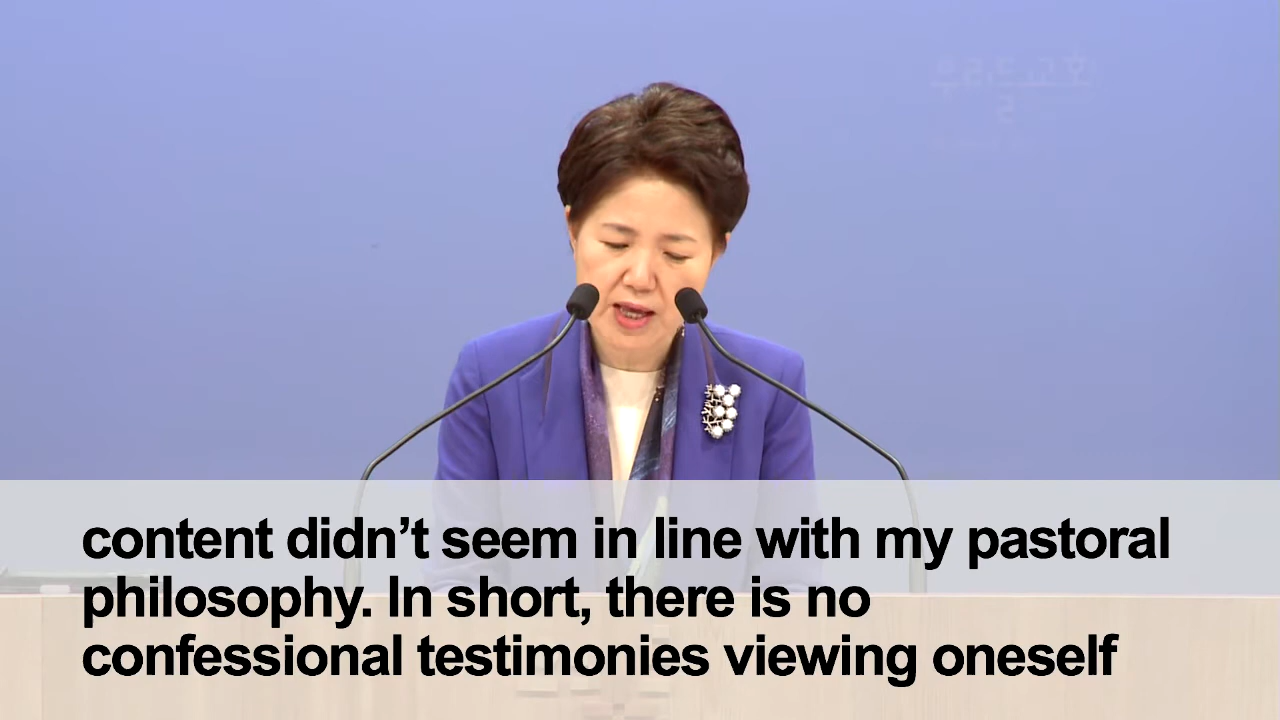 content didn’t seem in line with my pastoral
philosophy. In short, there is no
confessional testimonies viewing oneself